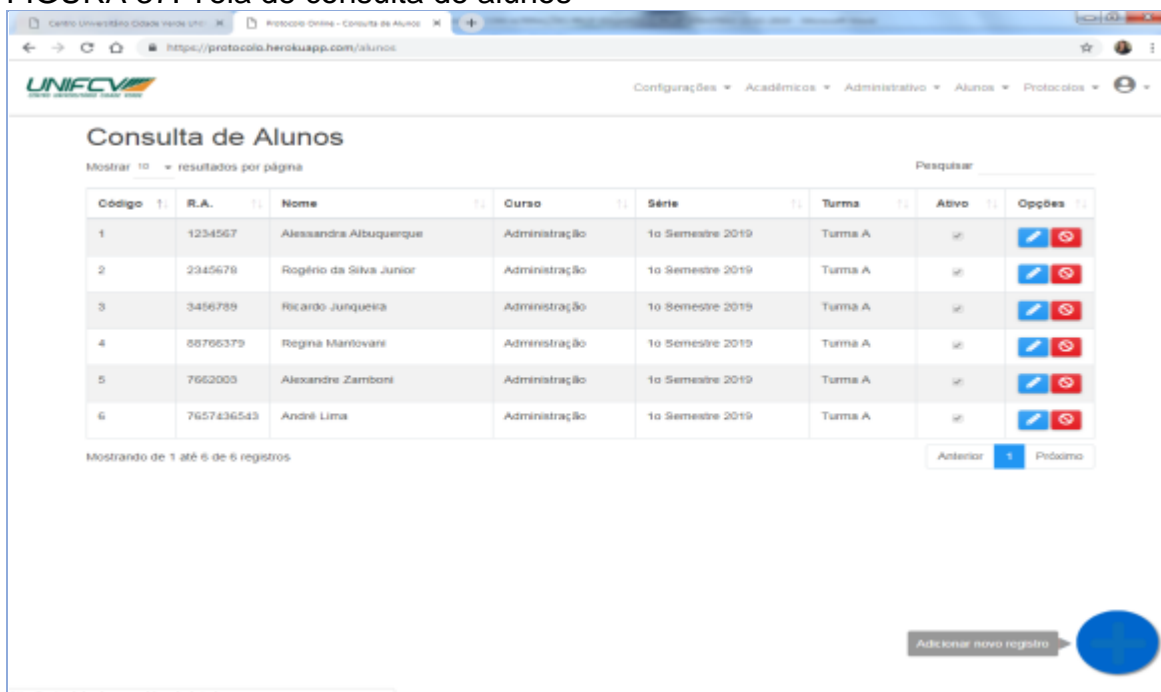 Protocolo Online - Consulta de Alunos
https://protocolo.herokuapp.com/alunos
UNIFCV
Configurações Acadêmicos Administrativo Alunos Protocolos
Consulta de Alunos
Mostrar 10 resultados por página Pesquisar
Código R.A. Nome Curso Série Turma Ativo Opções
1 1234567 Alessandra Albuquerque Administração 1o Semestre 2019 Turma A
2 2345678 Rogério da Silva Junior Administração 1o Semestre 2019 Turma A
3 3456789 Ricardo Junqueira Administração 1o Semestre 2019 Turma A
4 88766379 Regina Mantovani Administração 1o Semestre 2019 Turma A
5 7662003 Alexandre Zamboni Administração 1o Semestre 2019 Turma A
6 7657436543 André Lima Administração 1o Semestre 2019 Turma A
Mostrando de 1 até 6 de 6 registros Anterior 1 Próximo
Adicionar novo registro